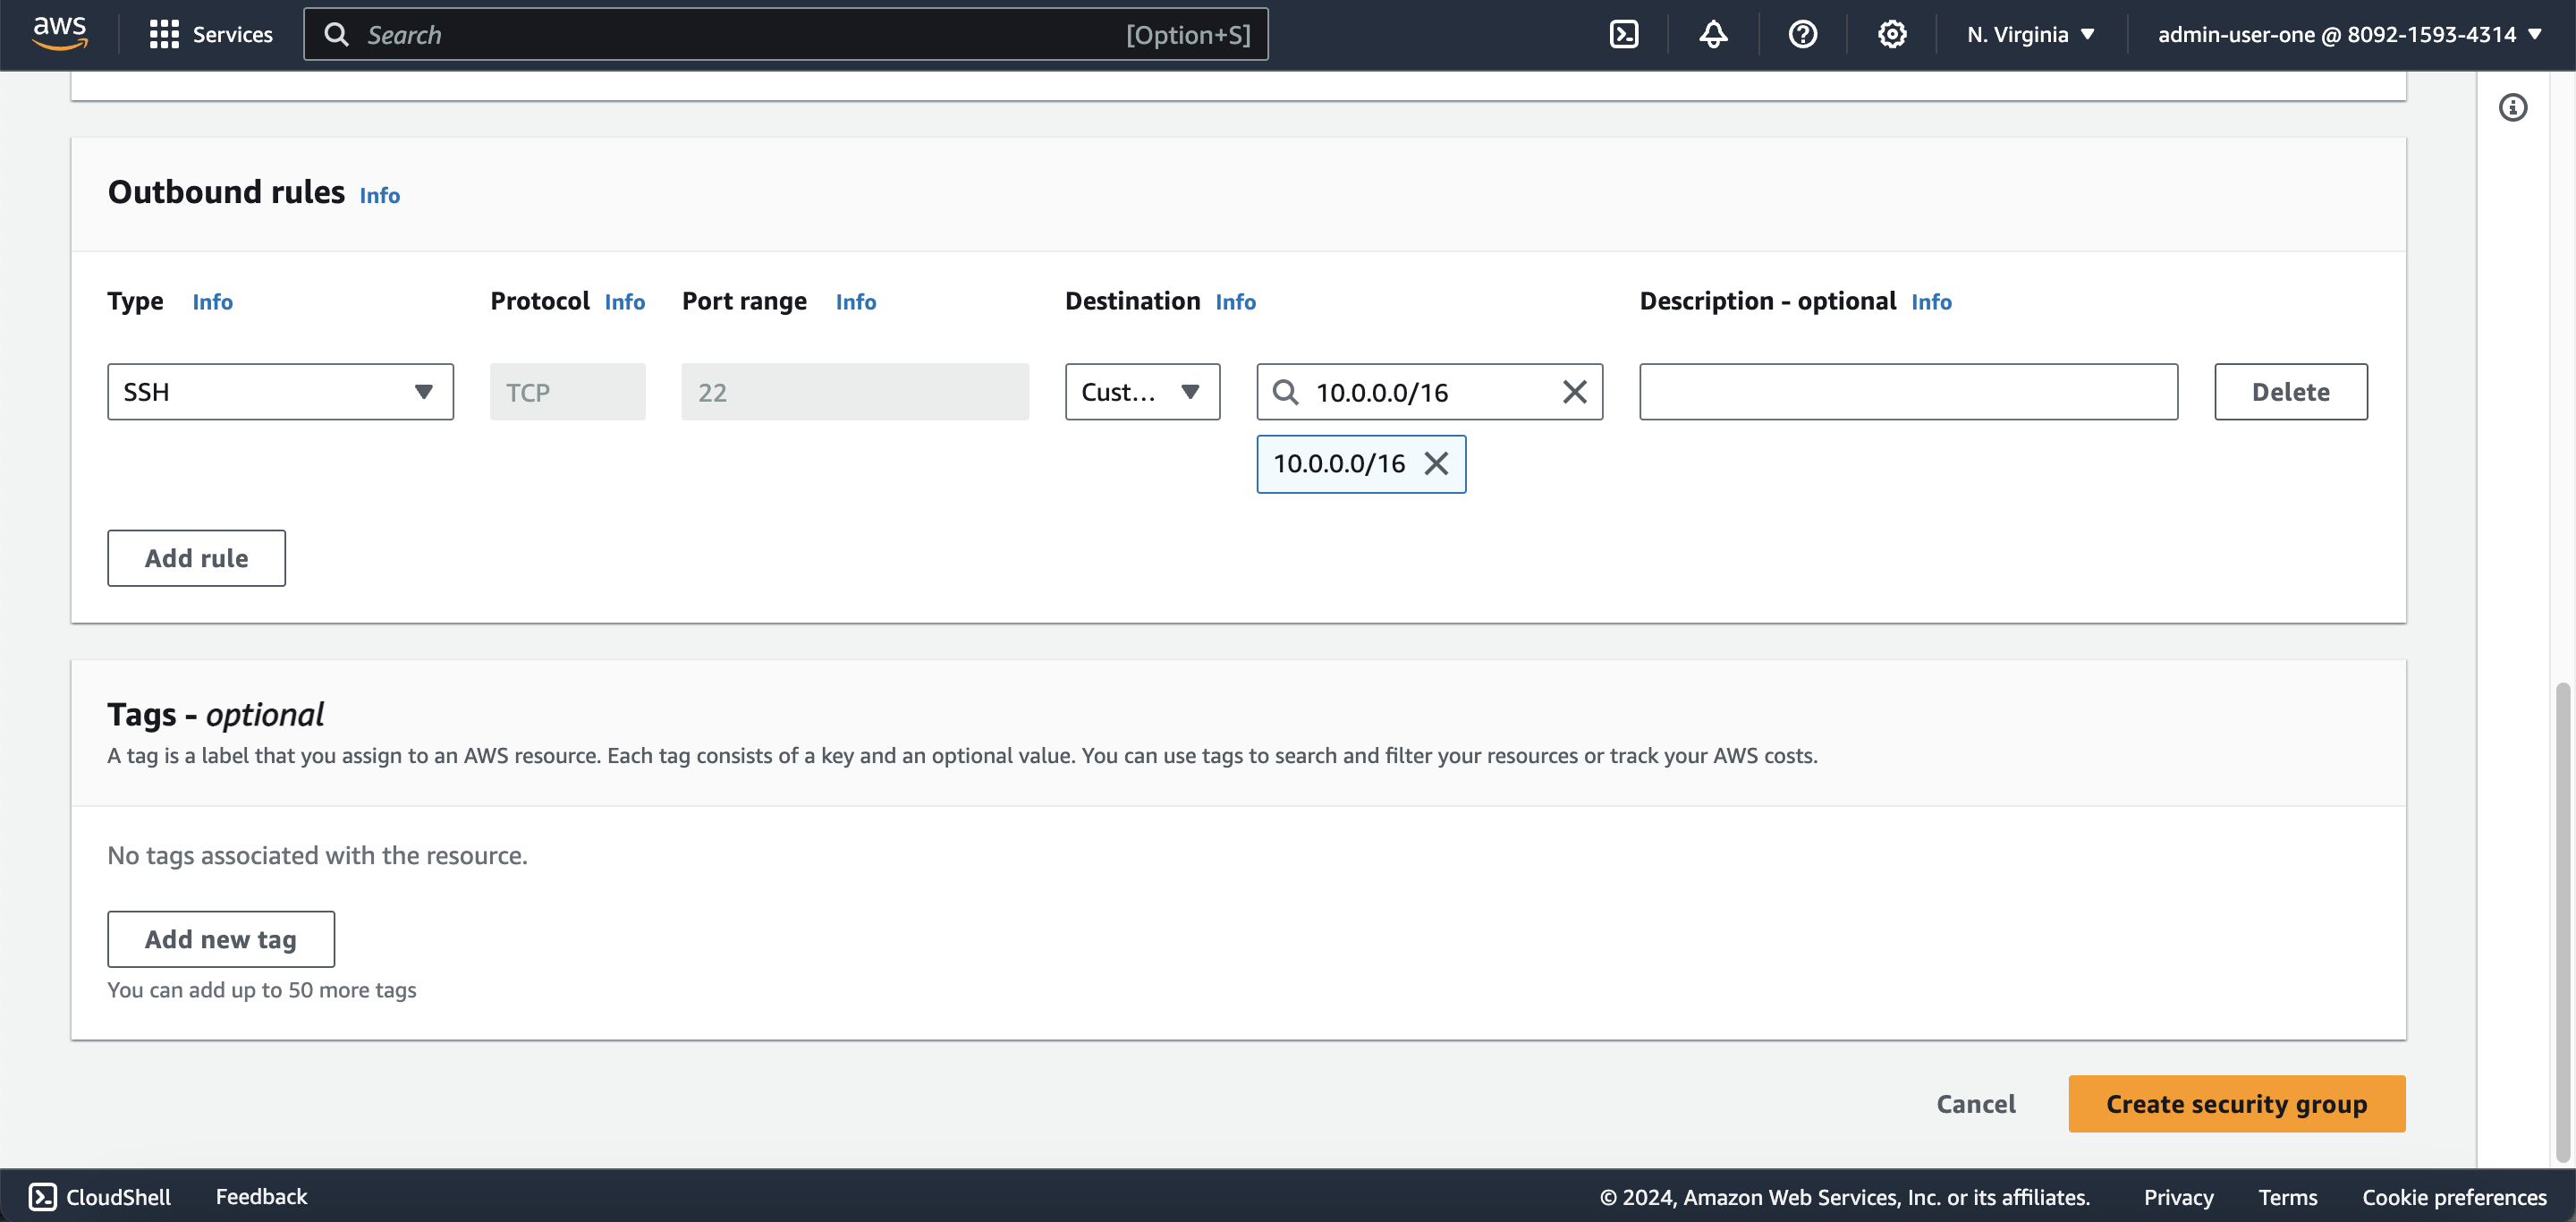 aws Services Search [Option+S] N. Virginia admin-user-one @ 8092-1593-4314
Outbound rules Info
Type Info Protocol Info Port range Info Destination Info Description - optional Info
SSH TCP 22 Cust... 10.0.0.0/16 Delete
10.0.0.0/16
Add rule
Tags - optional
A tag is a label that you assign to an AWS resource. Each tag consists of a key and an optional value. You can use tags to search and filter your resources or track your AWS costs.
No tags associated with the resource.
Add new tag
You can add up to 50 more tags
Cancel Create security group
CloudShell Feedback © 2024, Amazon Web Services, Inc. or its affiliates. Privacy Terms Cookie preferences